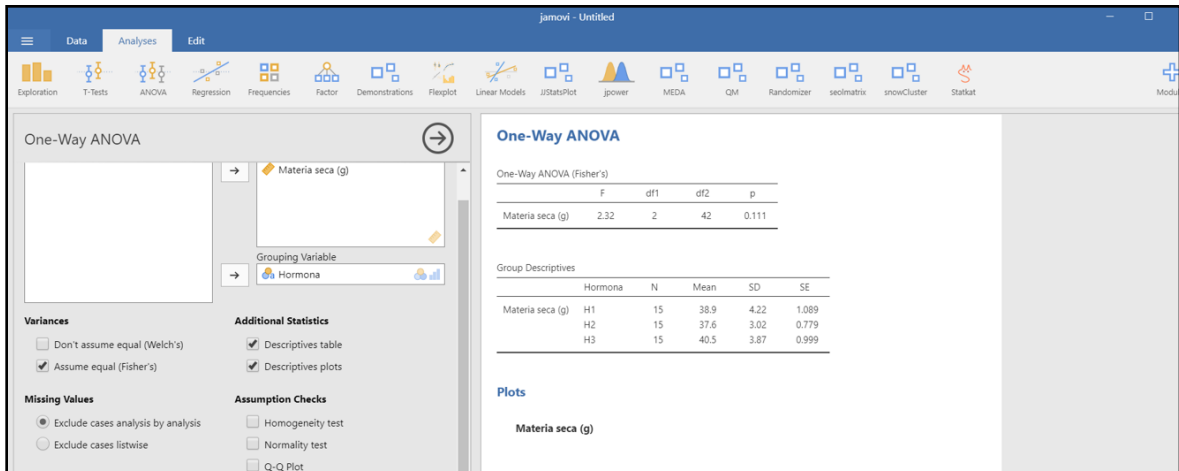 jamovi - Untitled
Data Analyses Edit
Exploration T-Tests ANOVA Regression Frequencies Factor Demonstrations Flexplot Linear Models JJStatsPlot jpower MEDA QM Randomizer seolmatrix snowCluster Statkat Modul
One-Way ANOVA
Materia seca (g)
Grouping Variable
Hormona
Variances
Don't assume equal (Welch's)
Assume equal (Fisher's)
Additional Statistics
Descriptives table
Descriptives plots
Missing Values
Exclude cases analysis by analysis
Exclude cases listwise
Assumption Checks
Homogeneity test
Normality test
Q-Q Plot
One-Way ANOVA
One-Way ANOVA (Fisher's)
F df1 df2 p
Materia seca (g) 2.32 2 42 0.111
Group Descriptives
Hormona N Mean SD SE
Materia seca (g) H1 15 38.9 4.22 1.089
H2 15 37.6 3.02 0.779
H3 15 40.5 3.87 0.999
Plots
Materia seca (g)